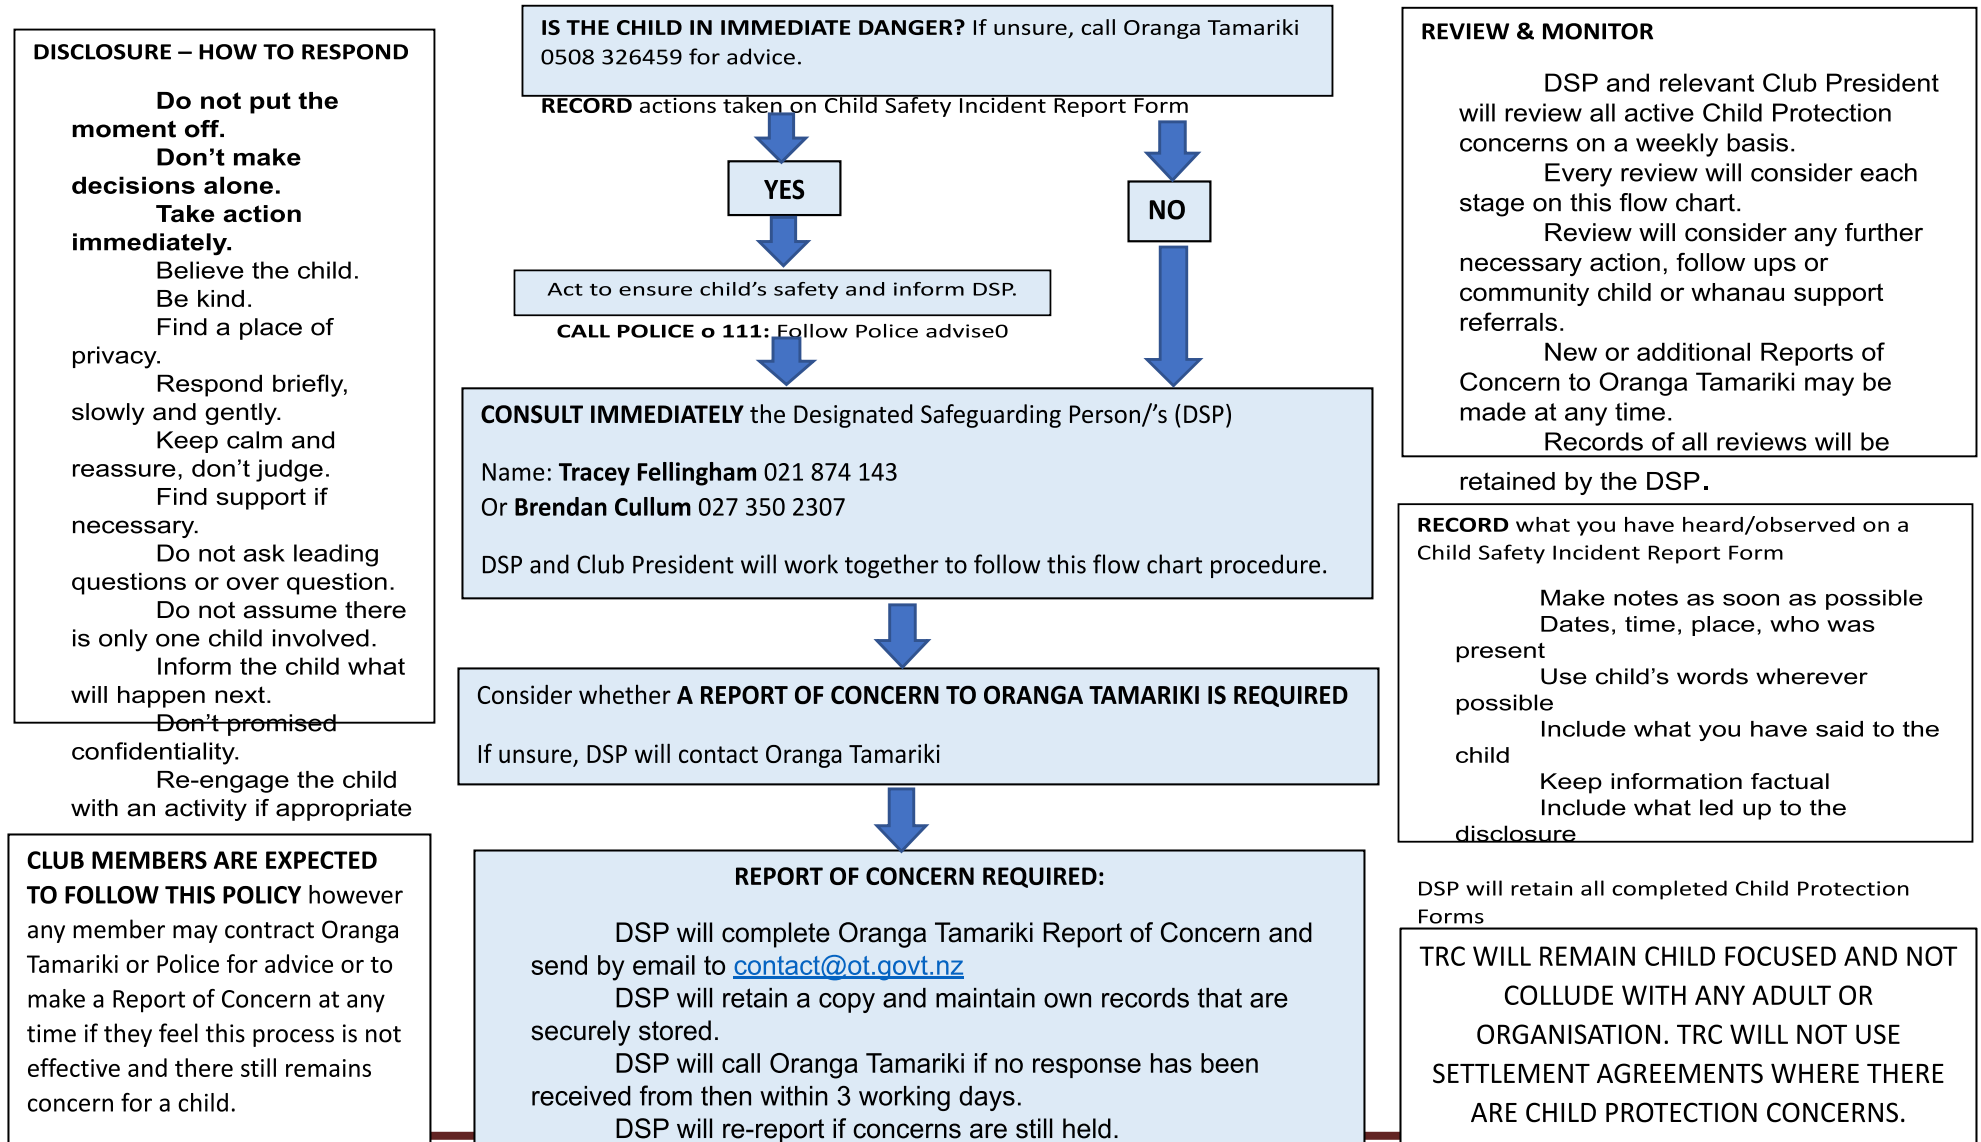 DISCLOSURE – HOW TO RESPOND
Do not put the
moment off.
Don’t make
decisions alone.
Take action
immediately.
Believe the child.
Be kind.
Find a place of
privacy.
Respond briefly,
slowly and gently.
Keep calm and
reassure, don’t judge.
Find support if
necessary.
Do not ask leading
questions or over question.
Do not assume there
is only one child involved.
Inform the child what
will happen next.
Don’t promised
confidentiality.
Re-engage the child
with an activity if appropriate
CLUB MEMBERS ARE EXPECTED
TO FOLLOW THIS POLICY however
any member may contract Oranga
Tamariki or Police for advice or to
make a Report of Concern at any
time if they feel this process is not
effective and there still remains
concern for a child.
IS THE CHILD IN IMMEDIATE DANGER? If unsure, call Oranga Tamariki
0508 326459 for advice.
RECORD actions taken on Child Safety Incident Report Form
YES
NO
Act to ensure child’s safety and inform DSP.
CALL POLICE o 111: Follow Police advise0
CONSULT IMMEDIATELY the Designated Safeguarding Person/’s (DSP)
Name: Tracey Fellingham 021 874 143
Or Brendan Cullum 027 350 2307
DSP and Club President will work together to follow this flow chart procedure.
Consider whether A REPORT OF CONCERN TO ORANGA TAMARIKI IS REQUIRED
If unsure, DSP will contact Oranga Tamariki
REPORT OF CONCERN REQUIRED:
DSP will complete Oranga Tamariki Report of Concern and
send by email to contact@ot.govt.nz
DSP will retain a copy and maintain own records that are
securely stored.
DSP will call Oranga Tamariki if no response has been
received from then within 3 working days.
DSP will re-report if concerns are still held.
REVIEW & MONITOR
DSP and relevant Club President
will review all active Child Protection
concerns on a weekly basis.
Every review will consider each
stage on this flow chart.
Review will consider any further
necessary action, follow ups or
community child or whanau support
referrals.
New or additional Reports of
Concern to Oranga Tamariki may be
made at any time.
Records of all reviews will be
retained by the DSP.
RECORD what you have heard/observed on a
Child Safety Incident Report Form
Make notes as soon as possible
Dates, time, place, who was
present
Use child’s words wherever
possible
Include what you have said to the
child
Keep information factual
Include what led up to the
disclosure
DSP will retain all completed Child Protection
Forms
TRC WILL REMAIN CHILD FOCUSED AND NOT
COLLUDE WITH ANY ADULT OR
ORGANISATION. TRC WILL NOT USE
SETTLEMENT AGREEMENTS WHERE THERE
ARE CHILD PROTECTION CONCERNS.